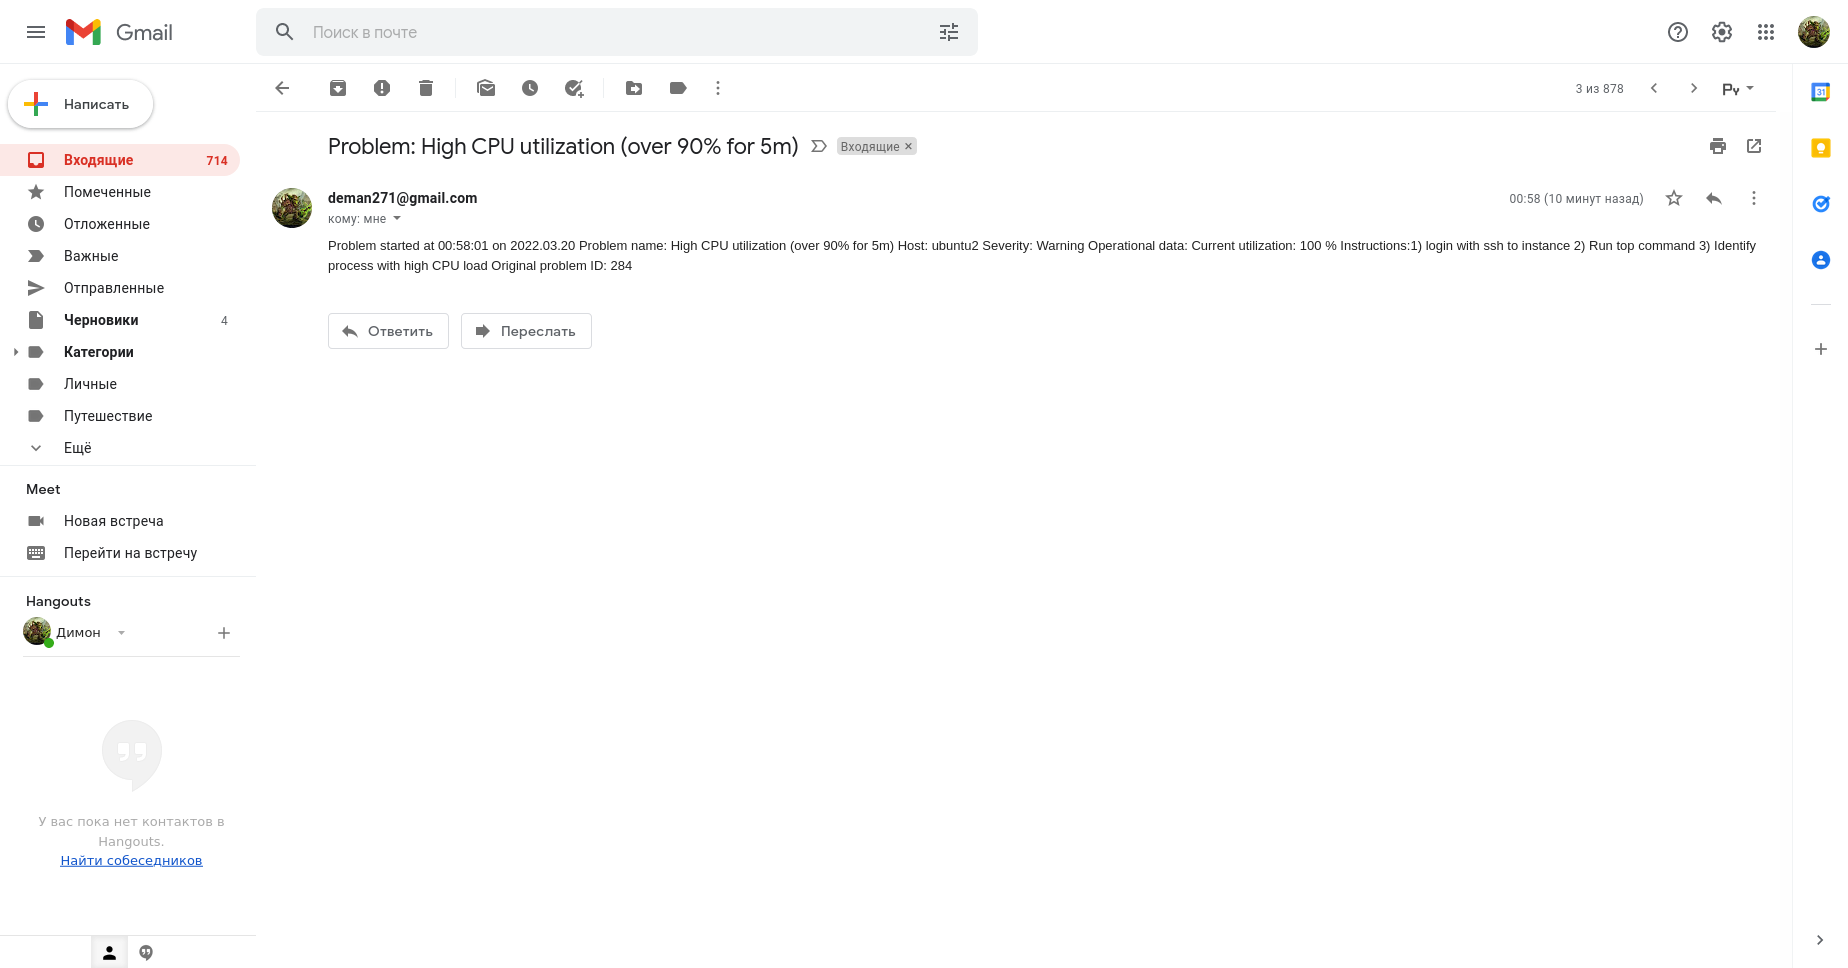 Gmail
Поиск в почте
Написать
3 из 878
Ру
Входящие 714
Помеченные
Отложенные
Важные
Отправленные
Черновики 4
Категории
Личные
Путешествие
Ещё
Meet
Новая встреча
Перейти на встречу
Hangouts
Димон
У вас пока нет контактов в
Hangouts.
Найти собеседников
Problem: High CPU utilization (over 90% for 5m) Входящие ×
deman271@gmail.com 00:58 (10 минут назад)
кому: мне
Problem started at 00:58:01 on 2022.03.20 Problem name: High CPU utilization (over 90% for 5m) Host: ubuntu2 Severity: Warning Operational data: Current utilization: 100 % Instructions:1) login with ssh to instance 2) Run top command 3) Identify
process with high CPU load Original problem ID: 284
Ответить Переслать
31